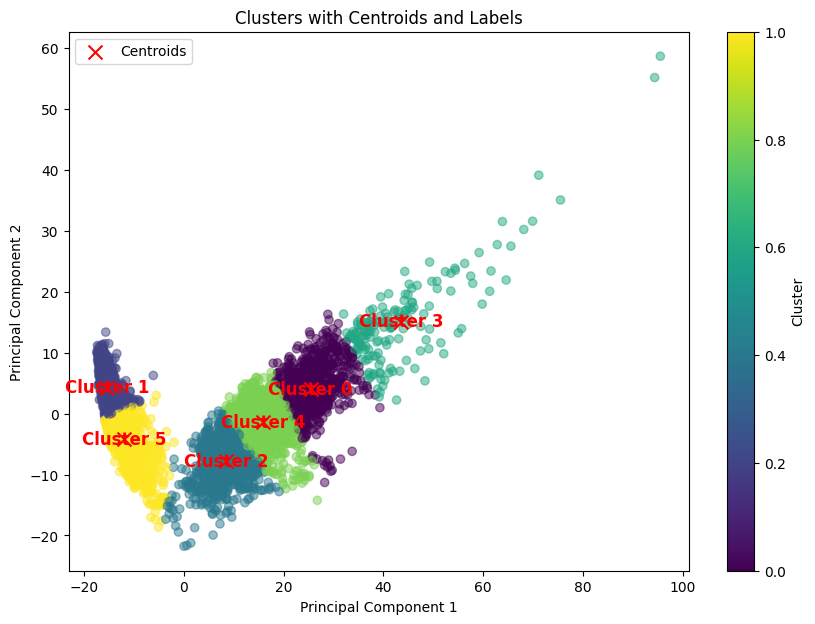 Clusters with Centroids and Labels
Centroids
Principal Component 2
60
50
40
30
20
10
0
−10
−20
Cluster 3
Cluster 1
Cluster 0
Cluster 4
Cluster 5
Cluster 2
−20
0
20
40
60
80
100
Principal Component 1
1.0
0.8
0.6
0.4
0.2
0.0
Cluster